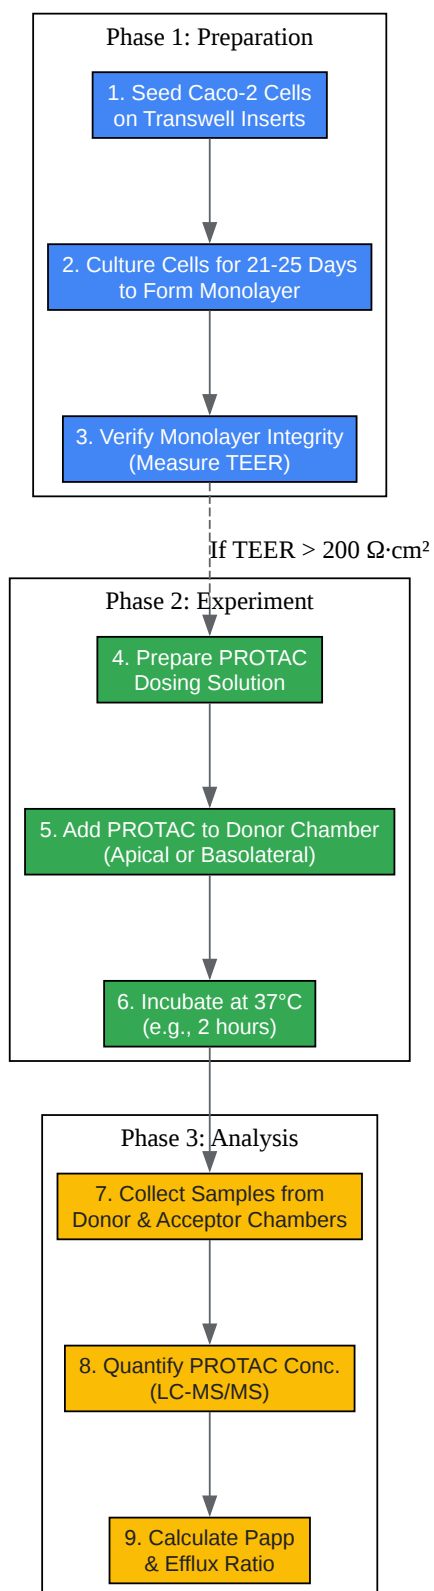 Phase 1: Preparation
1. Seed Caco-2 Cells
on Transwell Inserts
2. Culture Cells for 21-25 Days
to Form Monolayer
3. Verify Monolayer Integrity
(Measure TEER)
If TEER > 200 Ω·cm²
Phase 2: Experiment
4. Prepare PROTAC
Dosing Solution
5. Add PROTAC to Donor Chamber
(Apical or Basolateral)
6. Incubate at 37°C
(e.g., 2 hours)
Phase 3: Analysis
7. Collect Samples from
Donor & Acceptor Chambers
8. Quantify PROTAC Conc.
(LC-MS/MS)
9. Calculate Papp
& Efflux Ratio